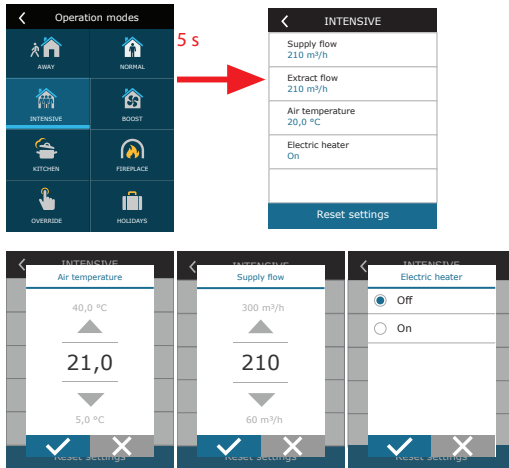 Operation modes
AWAY
NORMAL
INTENSIVE
BOOST
KITCHEN
FIREPLACE
OVERRIDE
HOLIDAYS
5 s
INTENSIVE
Supply flow
210 m³/h
Extract flow
210 m³/h
Air temperature
20,0 °C
Electric heater
On
Reset settings
INTENSIVE
Air temperature
40,0 °C
21,0
5,0 °C
Reset settings
INTENSIVE
Supply flow
300 m³/h
210
60 m³/h
Reset settings
INTENSIVE
Electric heater
Off
On
Reset settings